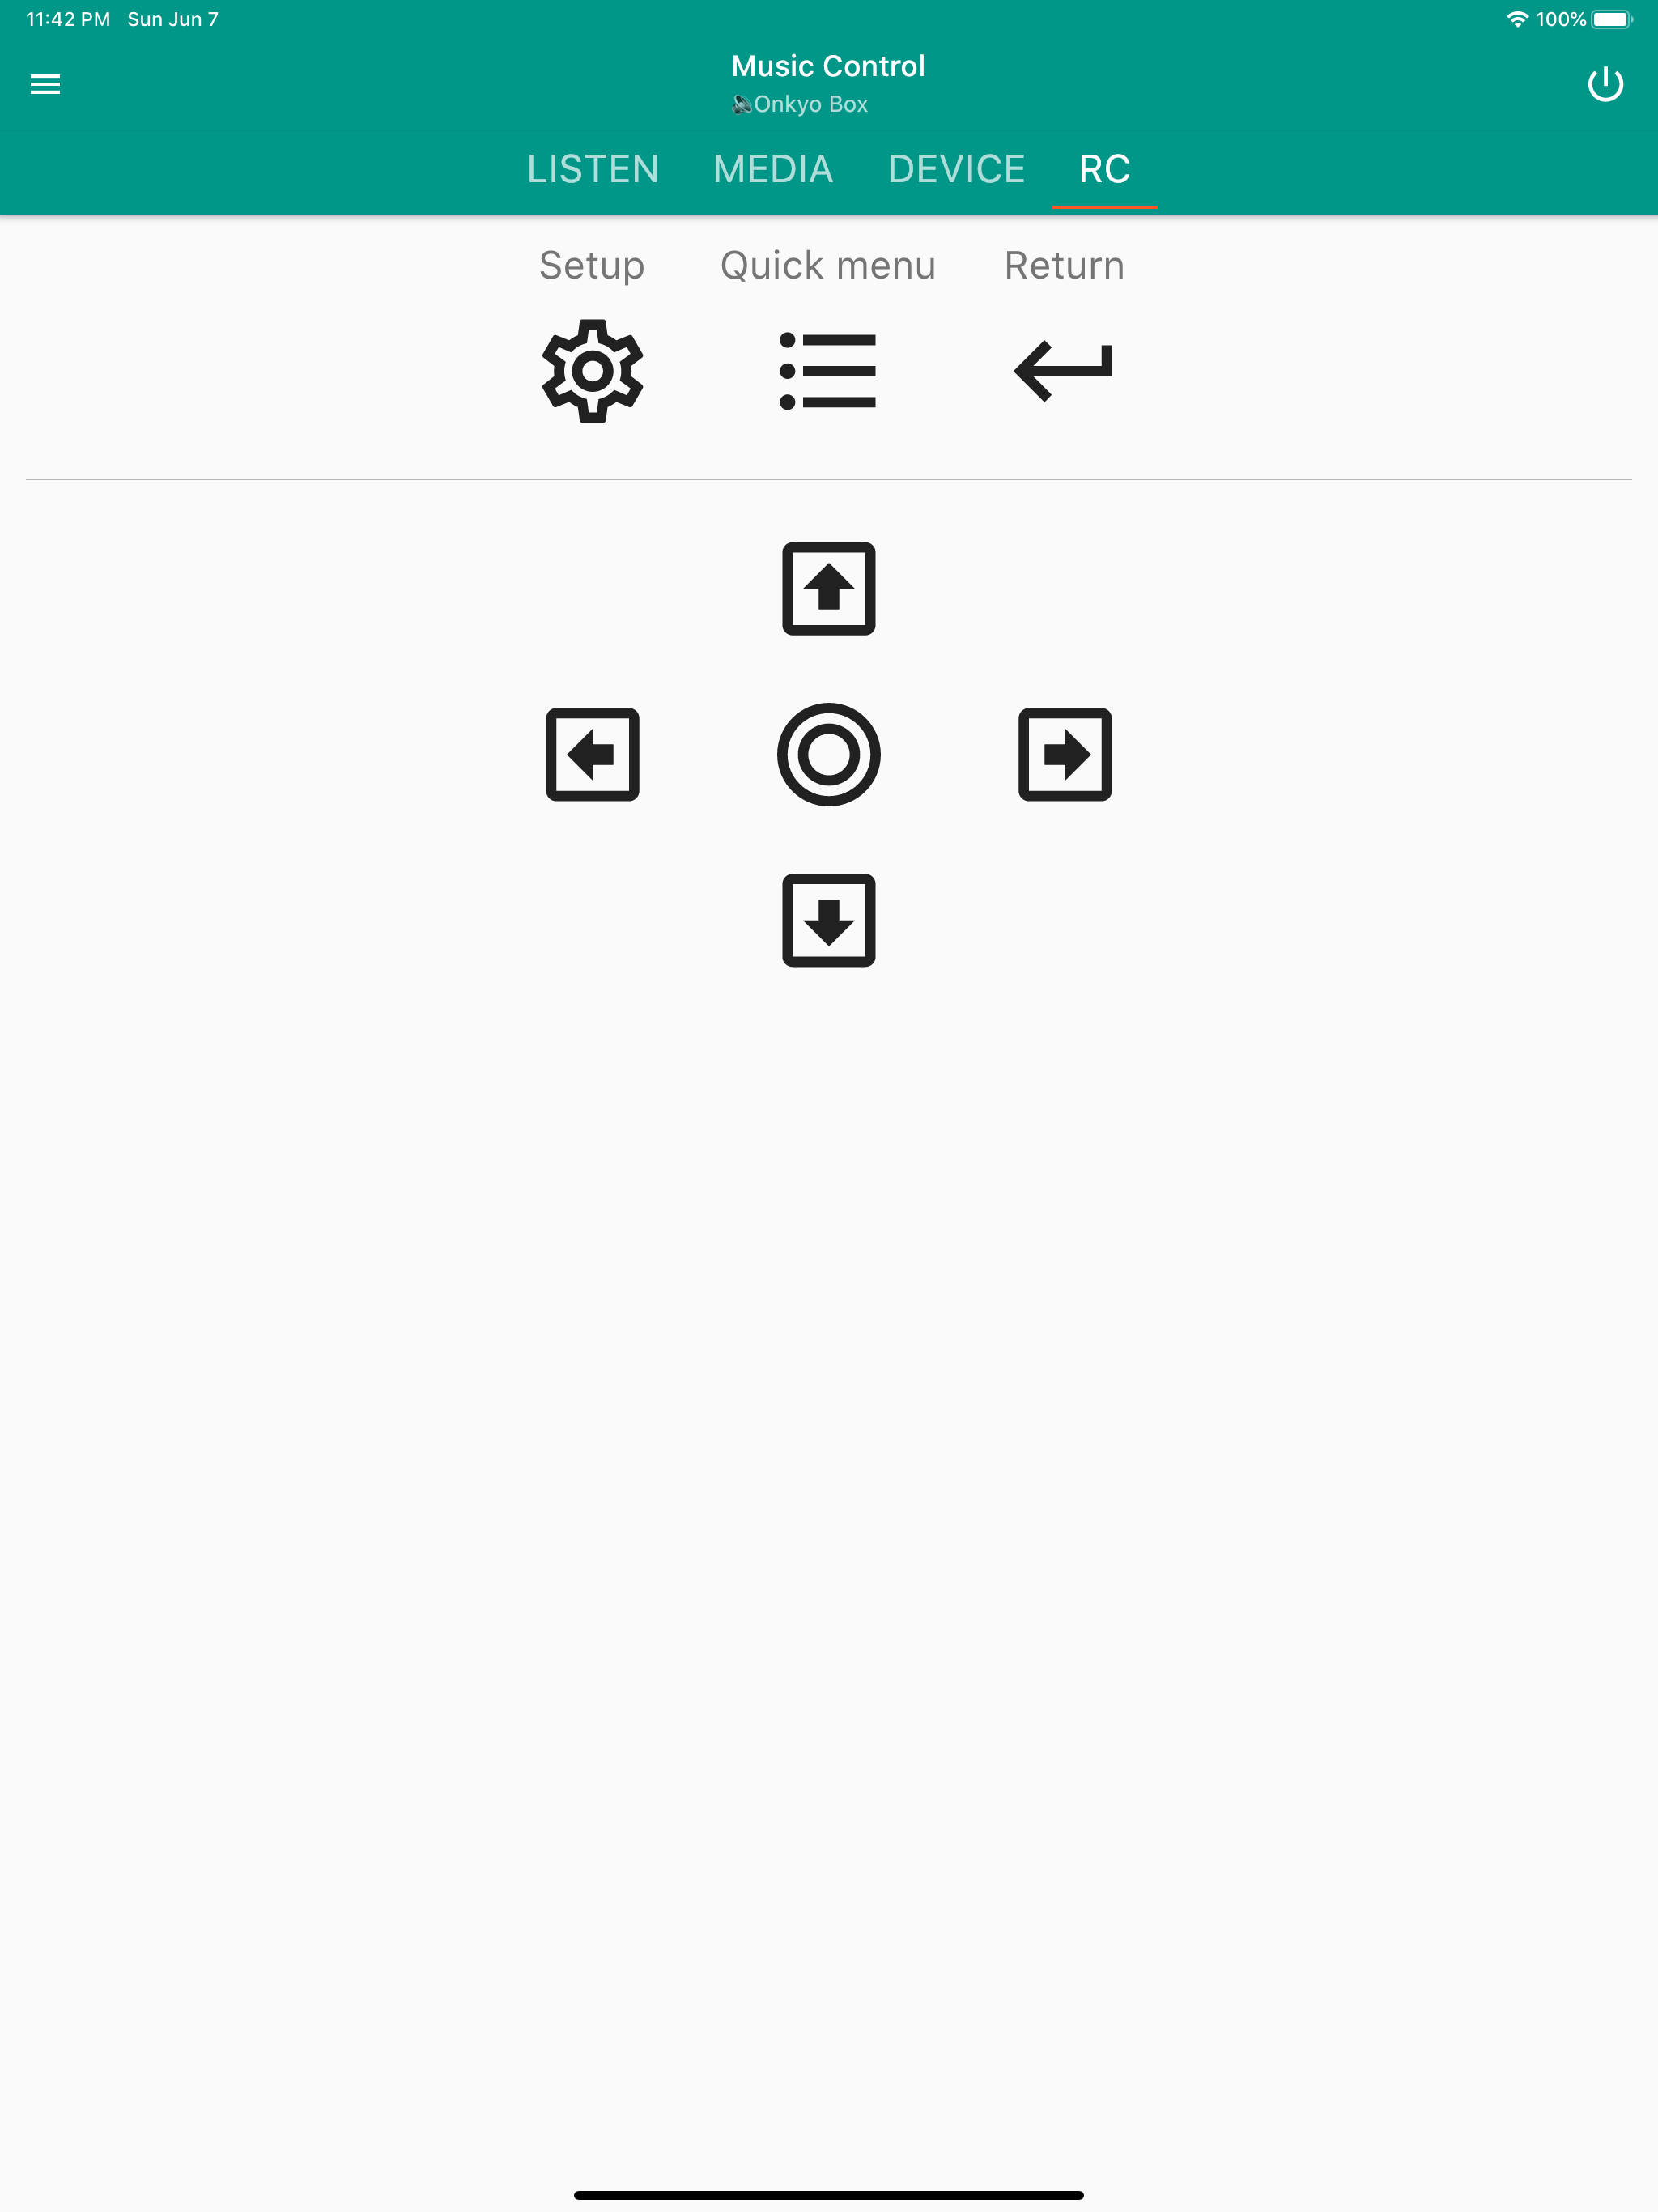 11:42 PM Sun Jun 7 100%
Music Control
Onkyo Box
LISTEN MEDIA DEVICE RC
Setup Quick menu Return